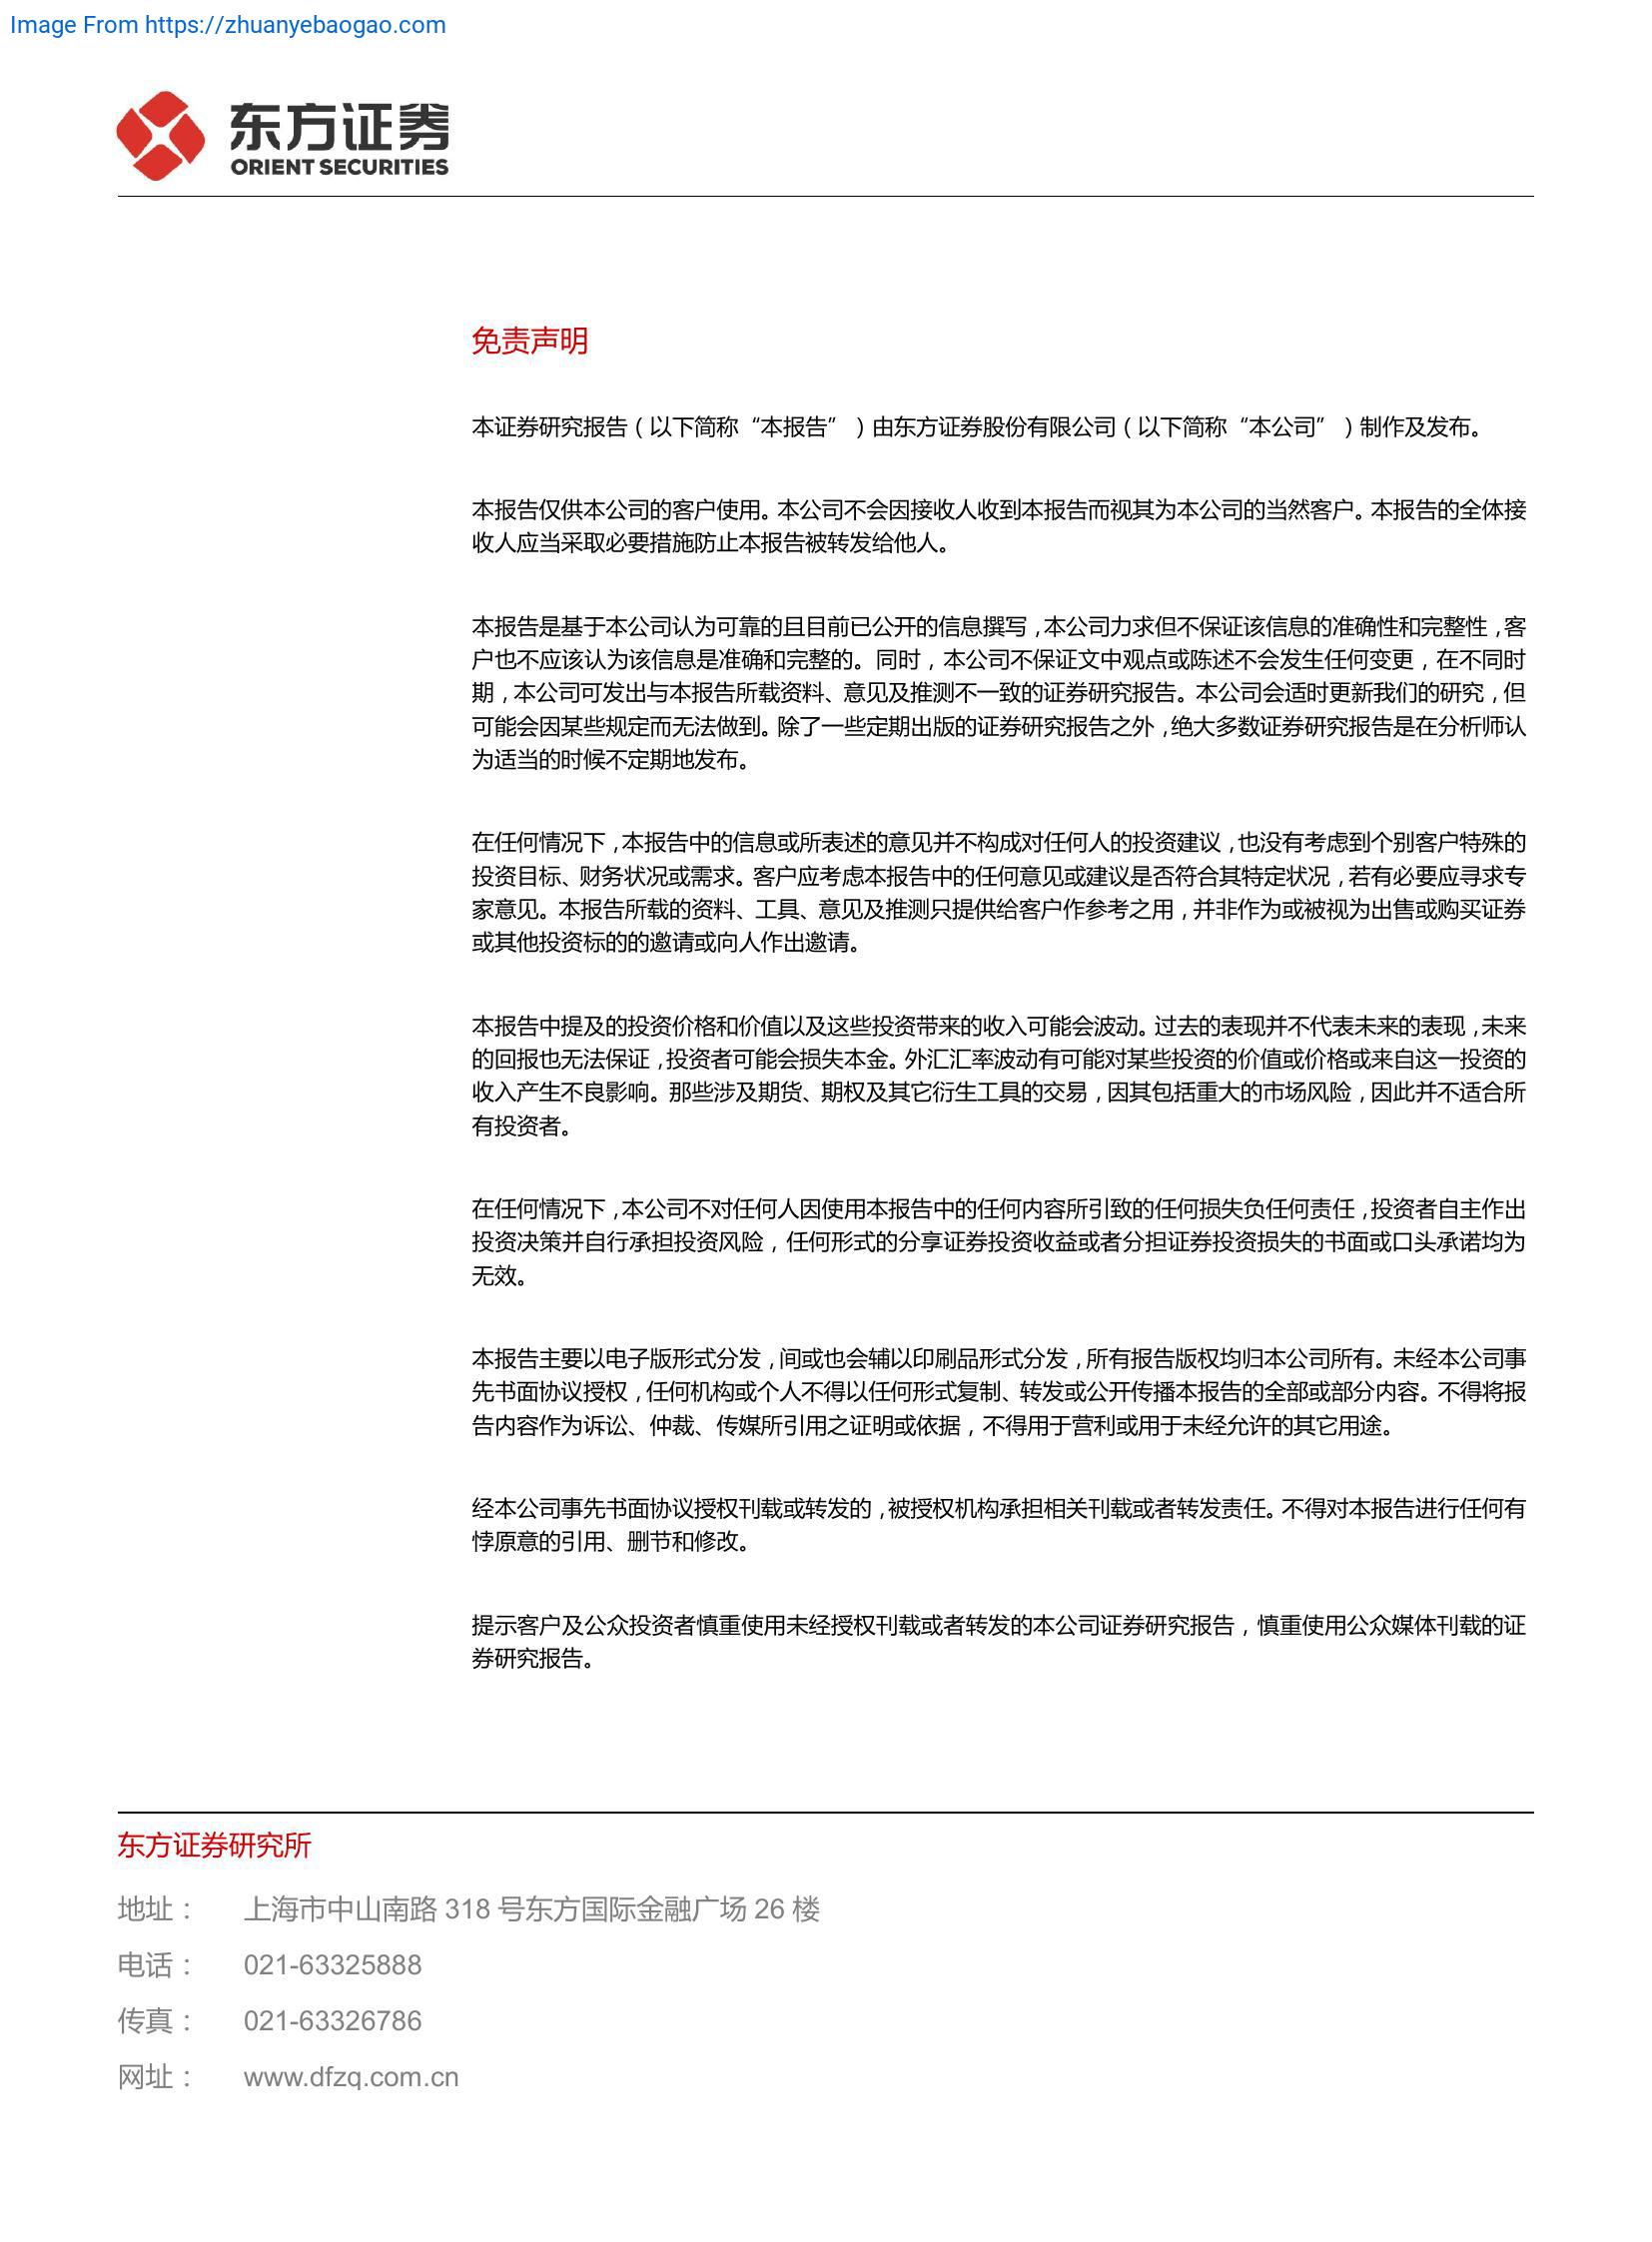 Image From https://zhuanyebaogao.com
东方证券
ORIENT SECURITIES
免责声明
本证券研究报告（以下简称“本报告”）由东方证券股份有限公司（以下简称“本公司”）制作及发布。
本报告仅供本公司的客户使用。本公司不会因接收人收到本报告而视其为本公司的当然客户。本报告的全体接
收人应当采取必要措施防止本报告被转发给他人。
本报告是基于本公司认为可靠的且目前已公开的信息撰写，本公司力求但不保证该信息的准确性和完整性，客
户也不应该认为该信息是准确和完整的。同时，本公司不保证文中观点或陈述不会发生任何变更，在不同时
期，本公司可发出与本报告所载资料、意见及推测不一致的证券研究报告。本公司会适时更新我们的研究，但
可能会因某些规定而无法做到。除了一些定期出版的证券研究报告之外，绝大多数证券研究报告是在分析师认
为适当的时候不定期地发布。
在任何情况下，本报告中的信息或所表述的意见并不构成对任何人的投资建议，也没有考虑到个别客户特殊的
投资目标、财务状况或需求。客户应考虑本报告中的任何意见或建议是否符合其特定状况，若有必要应寻求专
家意见。本报告所载的资料、工具、意见及推测只提供给客户作参考之用，并非作为或被视为出售或购买证券
或其他投资标的的邀请或向人作出邀请。
本报告中提及的投资价格和价值以及这些投资带来的收入可能会波动。过去的表现并不代表未来的表现，未来
的回报也无法保证，投资者可能会损失本金。外汇汇率波动有可能对某些投资的价值或价格或来自这一投资的
收入产生不良影响。那些涉及期货、期权及其它衍生工具的交易，因其包括重大的市场风险，因此并不适合所
有投资者。
在任何情况下，本公司不对任何人因使用本报告中的任何内容所引致的任何损失负任何责任，投资者自主作出
投资决策并自行承担投资风险，任何形式的分享证券投资收益或者分担证券投资损失的书面或口头承诺均为
无效。
本报告主要以电子版形式分发，间或也会辅以印刷品形式分发，所有报告版权均归本公司所有。未经本公司事
先书面协议授权，任何机构或个人不得以任何形式复制、转发或公开传播本报告的全部或部分内容。不得将报
告内容作为诉讼、仲裁、传媒所引用之证明或依据，不得用于营利或用于未经允许的其它用途。
经本公司事先书面协议授权刊载或转发的，被授权机构承担相关刊载或者转发责任。不得对本报告进行任何有
悖原意的引用、删节和修改。
提示客户及公众投资者慎重使用未经授权刊载或者转发的本公司证券研究报告，慎重使用公众媒体刊载的证
券研究报告。
东方证券研究所
地址： 上海市中山南路 318 号东方国际金融广场 26 楼
电话： 021-63325888
传真： 021-63326786
网址： www.dfzq.com.cn